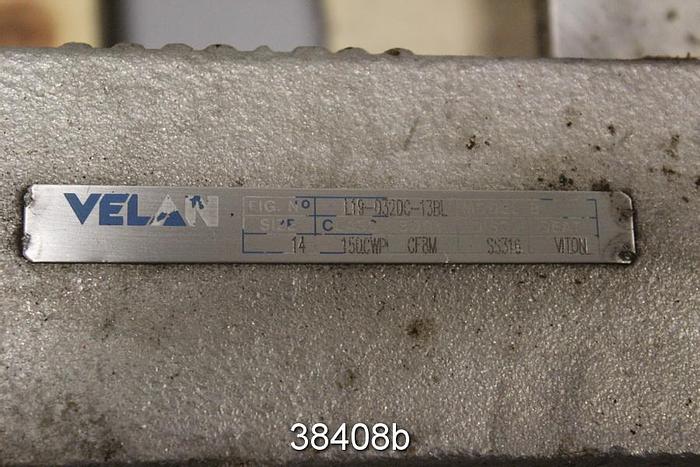 VELAN
FIG. NO L19-0320C-13BL
SIZE C
14 150CWP CF8M SS316 VITON
38408b